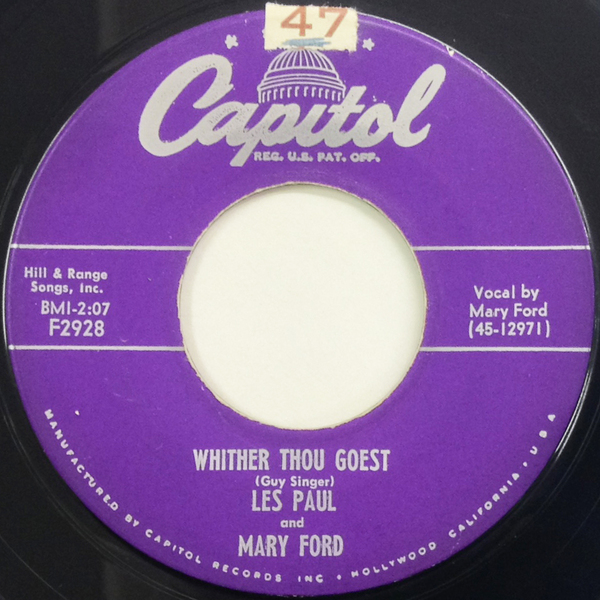 47
Capitol
REG. U.S. PAT. OFF.
Hill & Range
Songs, Inc.
BMI-2:07
F2928
Vocal by
Mary Ford
(45-12971)
WHITHER THOU GOEST
(Guy Singer)
LES PAUL
and
MARY FORD
MANUFACTURED BY CAPITOL RECORDS INC • HOLLYWOOD CALIFORNIA • USA